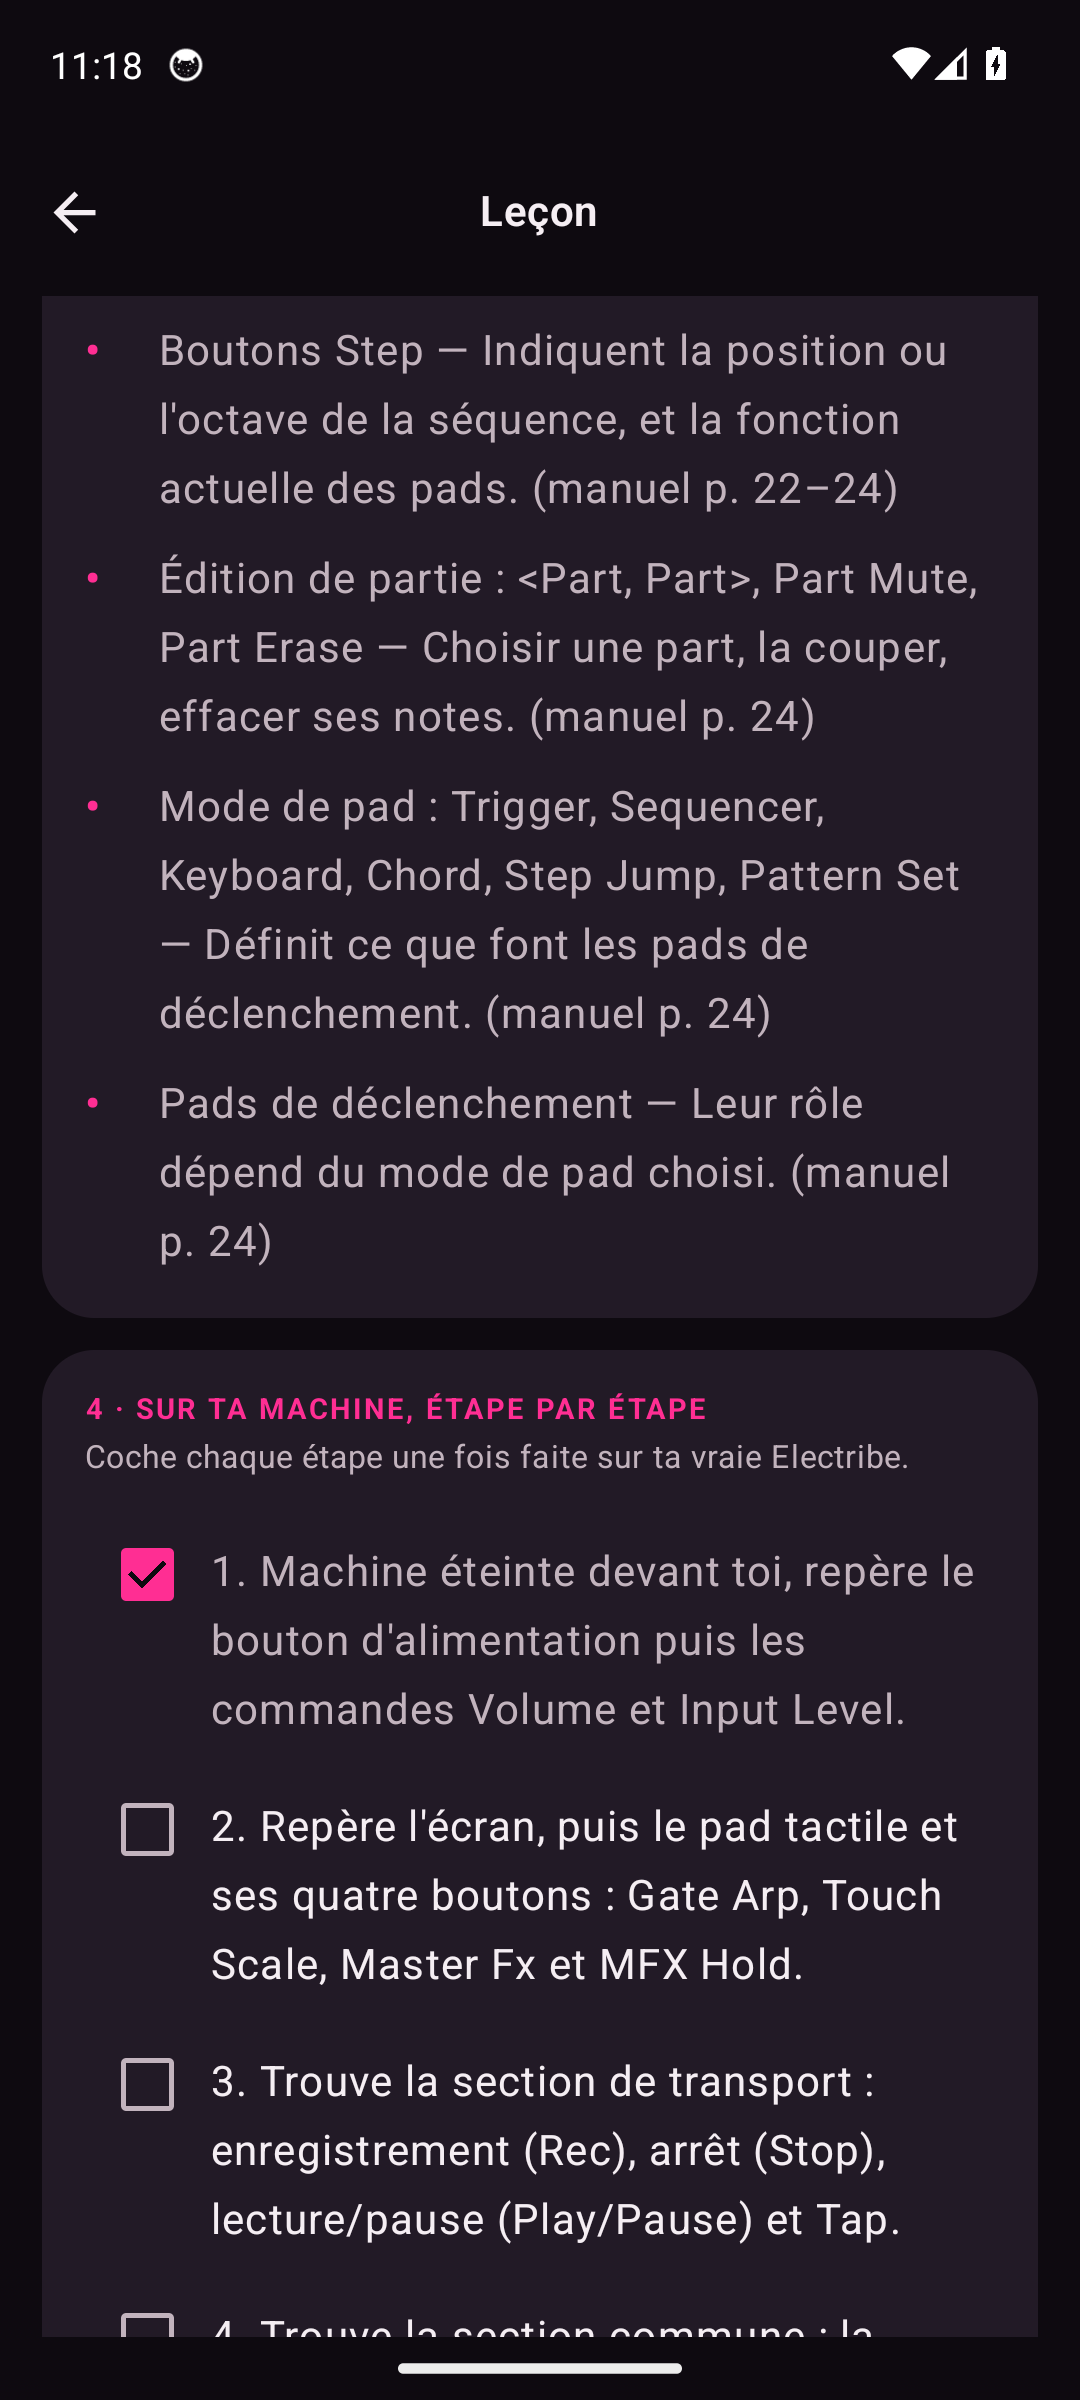 11:18
Leçon
• Boutons Step — Indiquent la position ou
l'octave de la séquence, et la fonction
actuelle des pads. (manuel p. 22–24)
• Édition de partie : <Part, Part>, Part Mute,
Part Erase — Choisir une part, la couper,
effacer ses notes. (manuel p. 24)
• Mode de pad : Trigger, Sequencer,
Keyboard, Chord, Step Jump, Pattern Set
— Définit ce que font les pads de
déclenchement. (manuel p. 24)
• Pads de déclenchement — Leur rôle
dépend du mode de pad choisi. (manuel
p. 24)
4 · SUR TA MACHINE, ÉTAPE PAR ÉTAPE
Coche chaque étape une fois faite sur ta vraie Electribe.
1. Machine éteinte devant toi, repère le
bouton d'alimentation puis les
commandes Volume et Input Level.
2. Repère l'écran, puis le pad tactile et
ses quatre boutons : Gate Arp, Touch
Scale, Master Fx et MFX Hold.
3. Trouve la section de transport :
enregistrement (Rec), arrêt (Stop),
lecture/pause (Play/Pause) et Tap.
4. Trouve la section commune : la